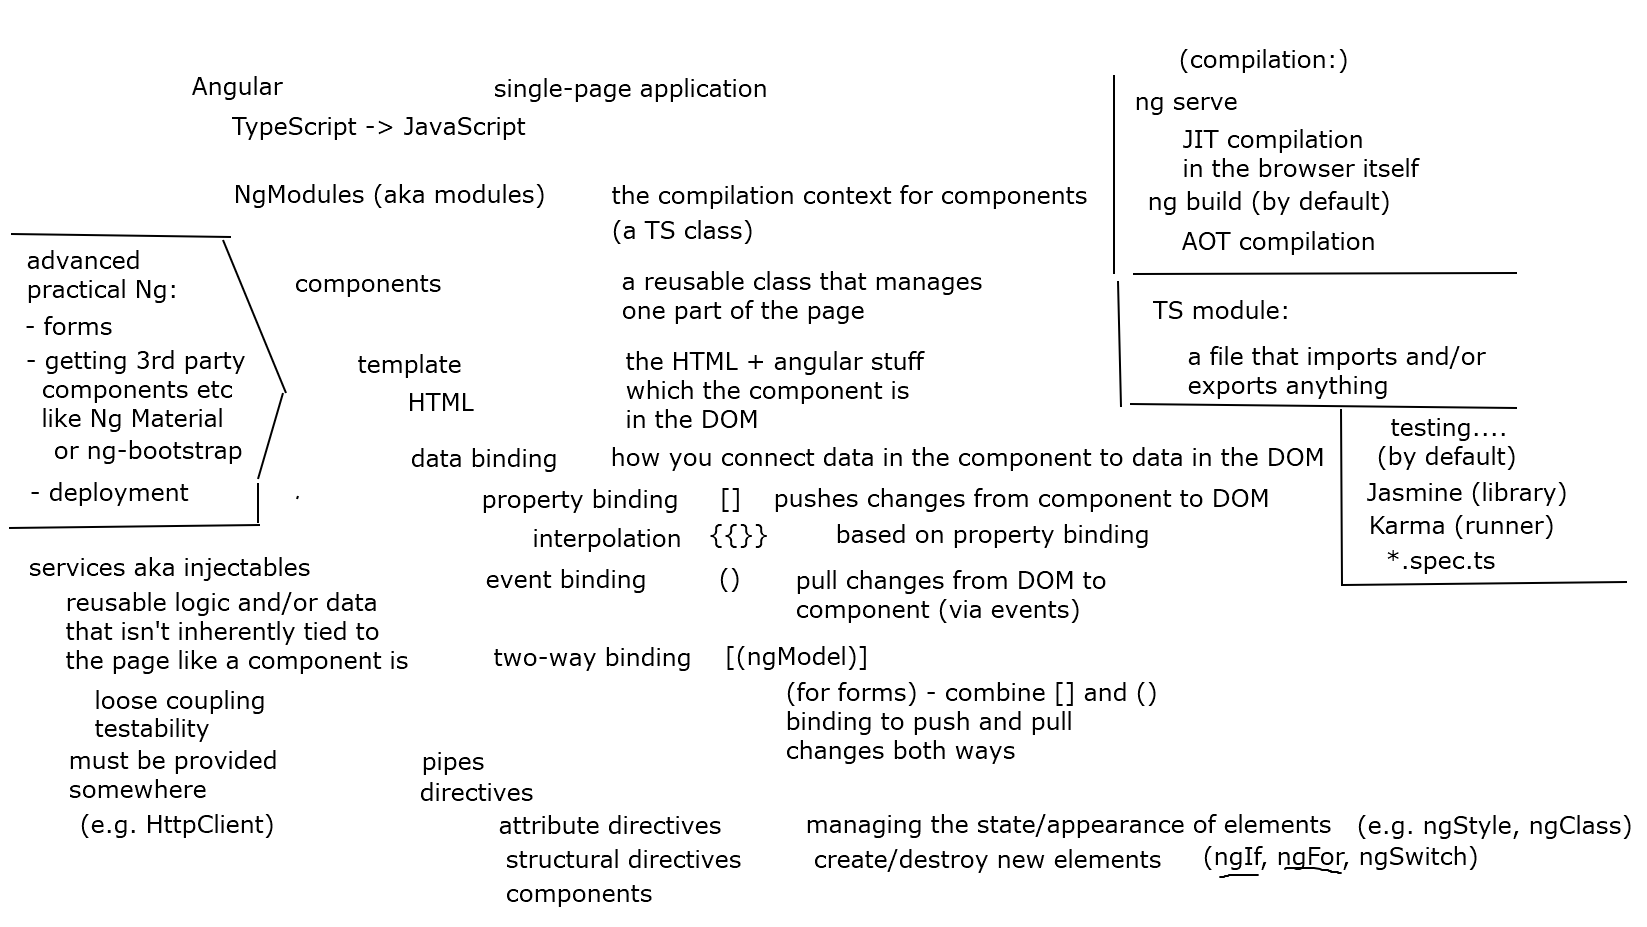 Angular
single-page application
TypeScript -> JavaScript
NgModules (aka modules)
the compilation context for components
(a TS class)
components
a reusable class that manages
one part of the page
template
the HTML + angular stuff
which the component is
in the DOM
HTML
data binding
how you connect data in the component to data in the DOM
property binding
[]
pushes changes from component to DOM
interpolation
{{}}
based on property binding
event binding
()
pull changes from DOM to
component (via events)
two-way binding
[(ngModel)]
(for forms) - combine [] and ()
binding to push and pull
changes both ways
pipes
directives
attribute directives
managing the state/appearance of elements
(e.g. ngStyle, ngClass)
structural directives
create/destroy new elements
(ngIf, ngFor, ngSwitch)
components
advanced
practical Ng:
- forms
- getting 3rd party
components etc
like Ng Material
or ng-bootstrap
- deployment
services aka injectables
reusable logic and/or data
that isn't inherently tied to
the page like a component is
loose coupling
testability
must be provided
somewhere
(e.g. HttpClient)
(compilation:)
ng serve
JIT compilation
in the browser itself
ng build (by default)
AOT compilation
TS module:
a file that imports and/or
exports anything
testing....
(by default)
Jasmine (library)
Karma (runner)
*.spec.ts